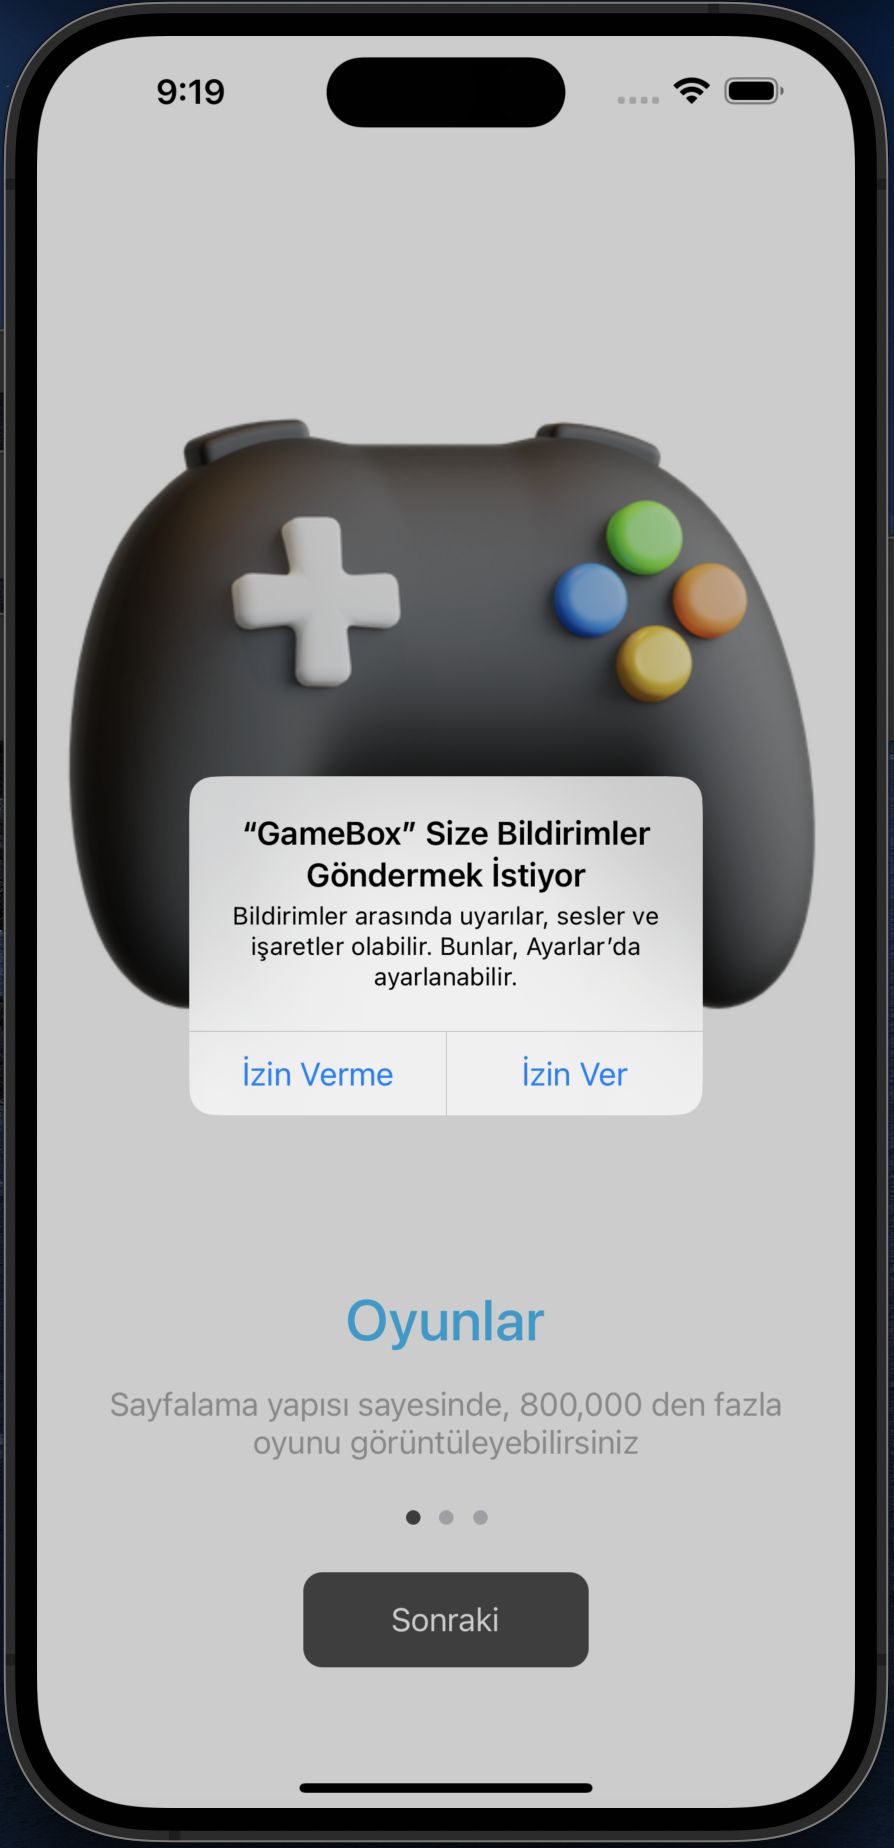 9:19
“GameBox” Size Bildirimler
Göndermek İstiyor
Bildirimler arasında uyarılar, sesler ve
işaretler olabilir. Bunlar, Ayarlar’da
ayarlanabilir.
İzin Verme
İzin Ver
Oyunlar
Sayfalama yapısı sayesinde, 800,000 den fazla
oyunu görüntüleyebilirsiniz
Sonraki